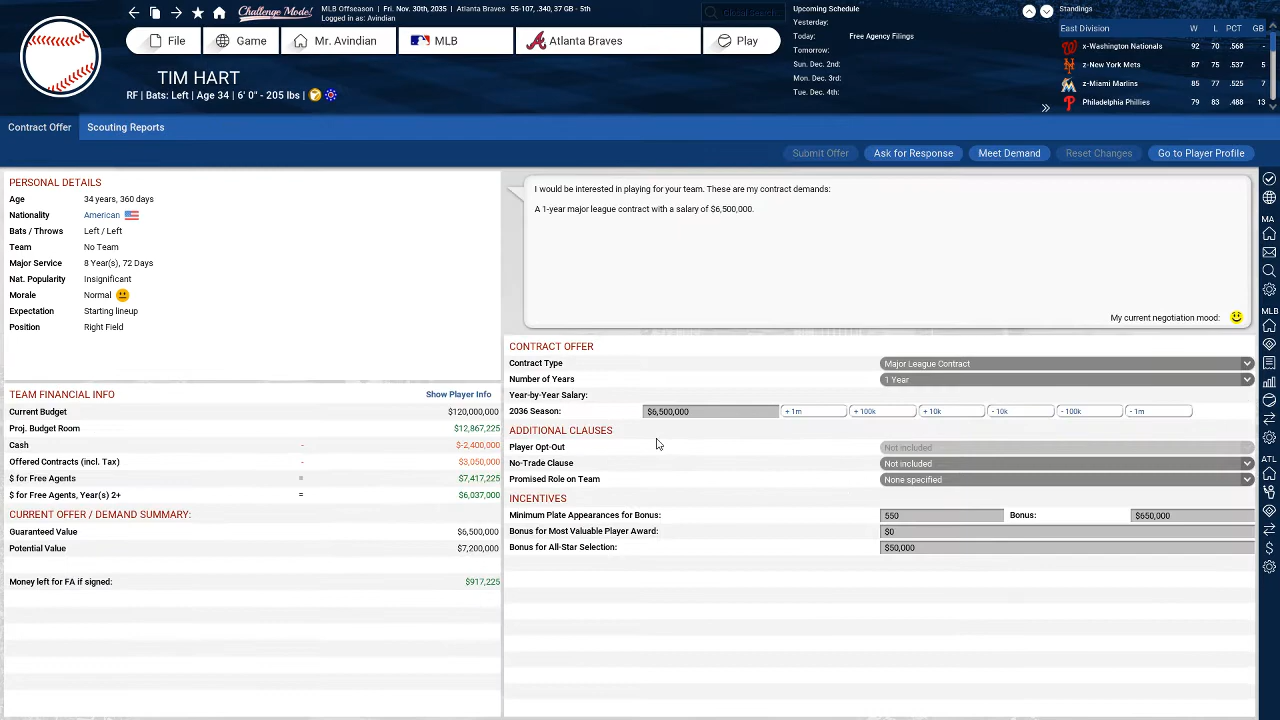 Challenge Mode!
MLB Offseason | Fri. Nov. 30th, 2035 | Atlanta Braves 55-107, .340, 37 GB - 5th
Logged in as: Avindian
Global Search...
File
Game
Mr. Avindian
MLB
Atlanta Braves
Play
Upcoming Schedule
Yesterday:
Today: Free Agency Filings
Tomorrow:
Sun. Dec. 2nd:
Mon. Dec. 3rd:
Tue. Dec. 4th:
Standings
East Division W L PCT GB
x-Washington Nationals 92 70 .568 -
z-New York Mets 87 75 .537 5
z-Miami Marlins 85 77 .525 7
Philadelphia Phillies 79 83 .488 13
TIM HART
RF | Bats: Left | Age 34 | 6' 0" - 205 lbs |
Contract Offer
Scouting Reports
Submit Offer
Ask for Response
Meet Demand
Reset Changes
Go to Player Profile
PERSONAL DETAILS
Age 34 years, 360 days
Nationality American
Bats / Throws Left / Left
Team No Team
Major Service 8 Year(s), 72 Days
Nat. Popularity Insignificant
Morale Normal
Expectation Starting lineup
Position Right Field
I would be interested in playing for your team. These are my contract demands:
A 1-year major league contract with a salary of $6,500,000.
My current negotiation mood:
TEAM FINANCIAL INFO Show Player Info
Current Budget $120,000,000
Proj. Budget Room $12,867,225
Cash - $-2,400,000
Offered Contracts (incl. Tax) - $3,050,000
$ for Free Agents = $7,417,225
$ for Free Agents, Year(s) 2+ = $6,037,000
CURRENT OFFER / DEMAND SUMMARY:
Guaranteed Value $6,500,000
Potential Value $7,200,000
Money left for FA if signed: $917,225
CONTRACT OFFER
Contract Type Major League Contract
Number of Years 1 Year
Year-by-Year Salary:
2036 Season: $6,500,000 + 1m + 100k + 10k - 10k - 100k - 1m
ADDITIONAL CLAUSES
Player Opt-Out Not included
No-Trade Clause Not included
Promised Role on Team None specified
INCENTIVES
Minimum Plate Appearances for Bonus: 550 Bonus: $650,000
Bonus for Most Valuable Player Award: $0
Bonus for All-Star Selection: $50,000
MA
MLB
ATL